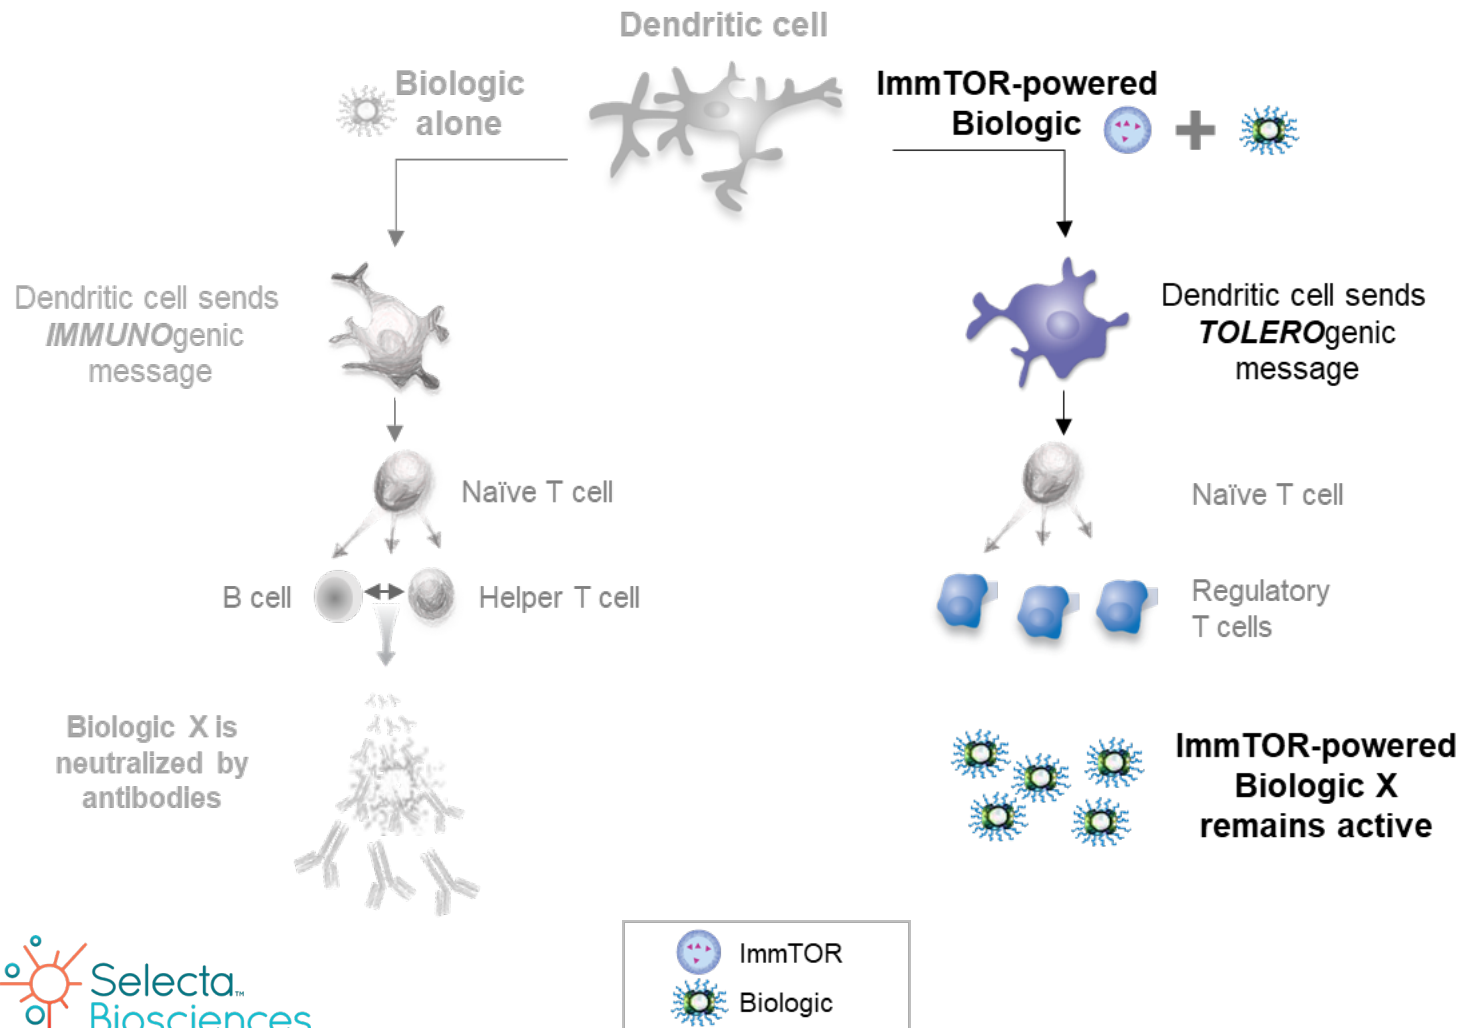 Dendritic cell
Biologic
alone
ImmTOR-powered
Biologic
Dendritic cell sends
IMMUNOgenic
message
Dendritic cell sends
TOLEROgenic
message
Naïve T cell
Naïve T cell
B cell
Helper T cell
Regulatory
T cells
Biologic X is
neutralized by
antibodies
ImmTOR-powered
Biologic X
remains active
ImmTOR
Biologic
Selecta™
Biosciences